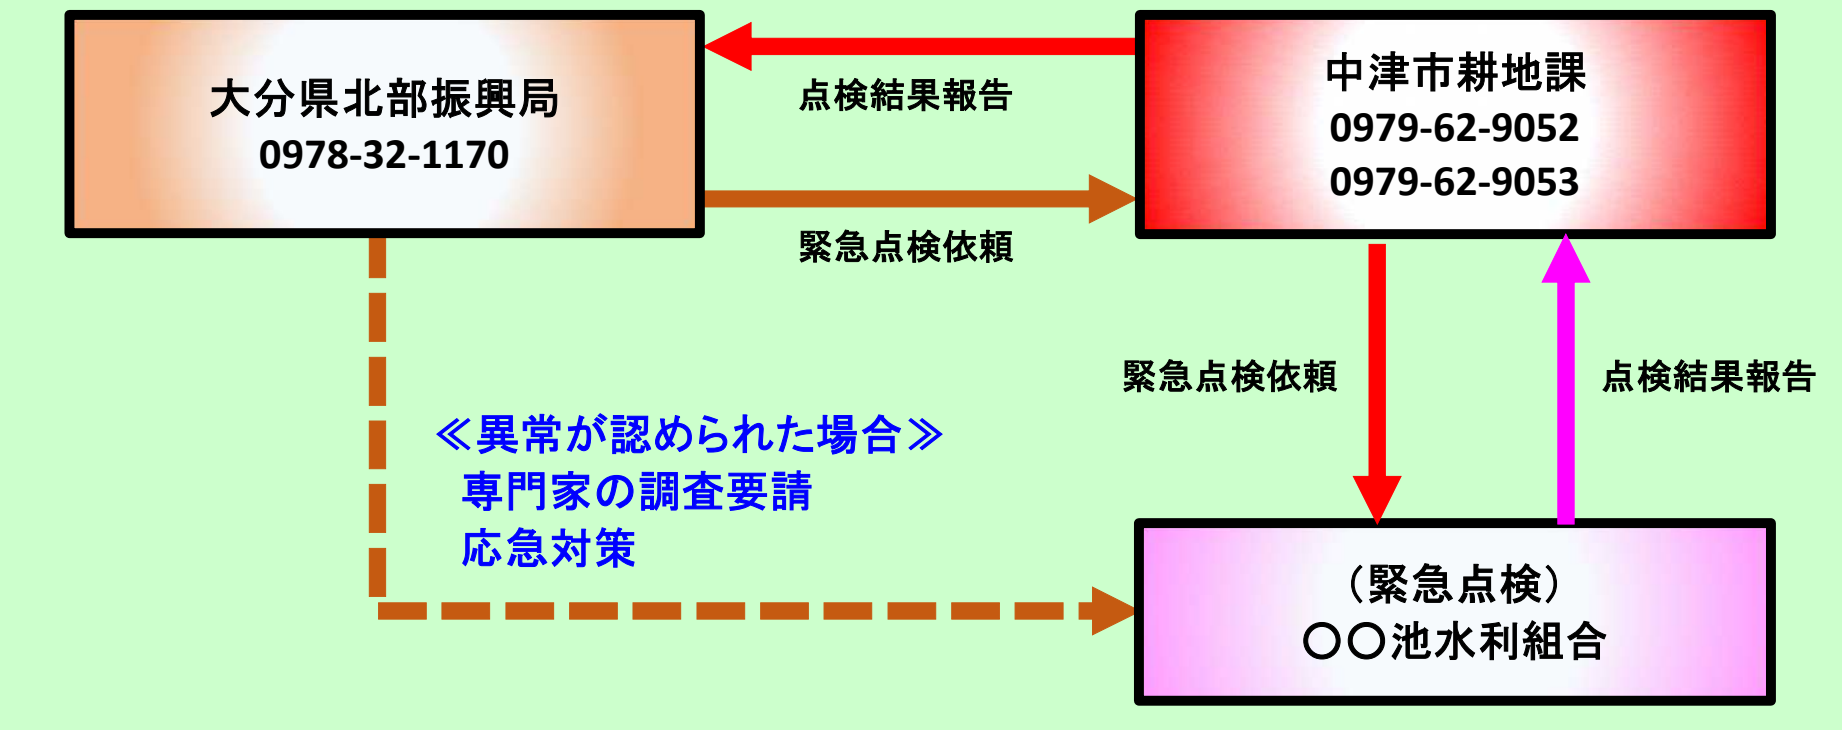 大分県北部振興局
0978-32-1170
点検結果報告
中津市耕地課
0979-62-9052
0979-62-9053
緊急点検依頼
緊急点検依頼
点検結果報告
≪異常が認められた場合≫
専門家の調査要請
応急対策
（緊急点検）
〇〇池水利組合